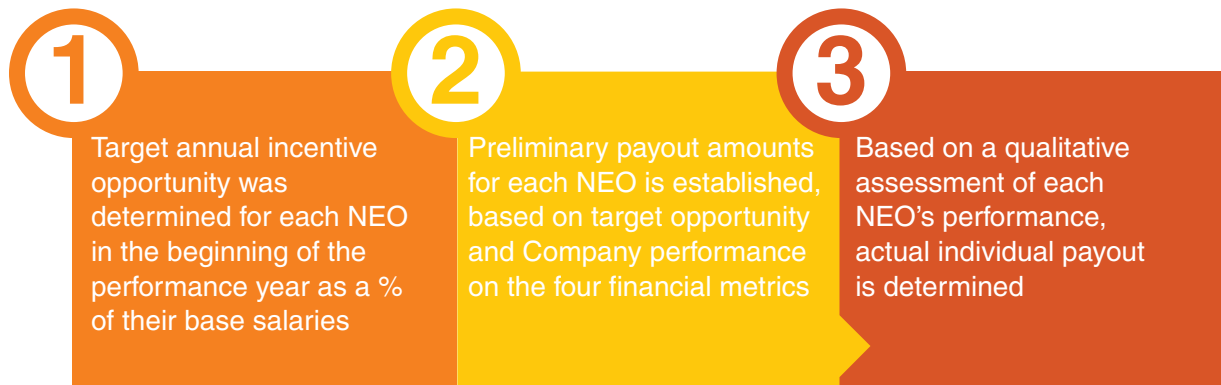 1
Target annual incentive
opportunity was
determined for each NEO
in the beginning of the
performance year as a %
of their base salaries
2
Preliminary payout amounts
for each NEO is established,
based on target opportunity
and Company performance
on the four financial metrics
3
Based on a qualitative
assessment of each
NEO's performance,
actual individual payout
is determined